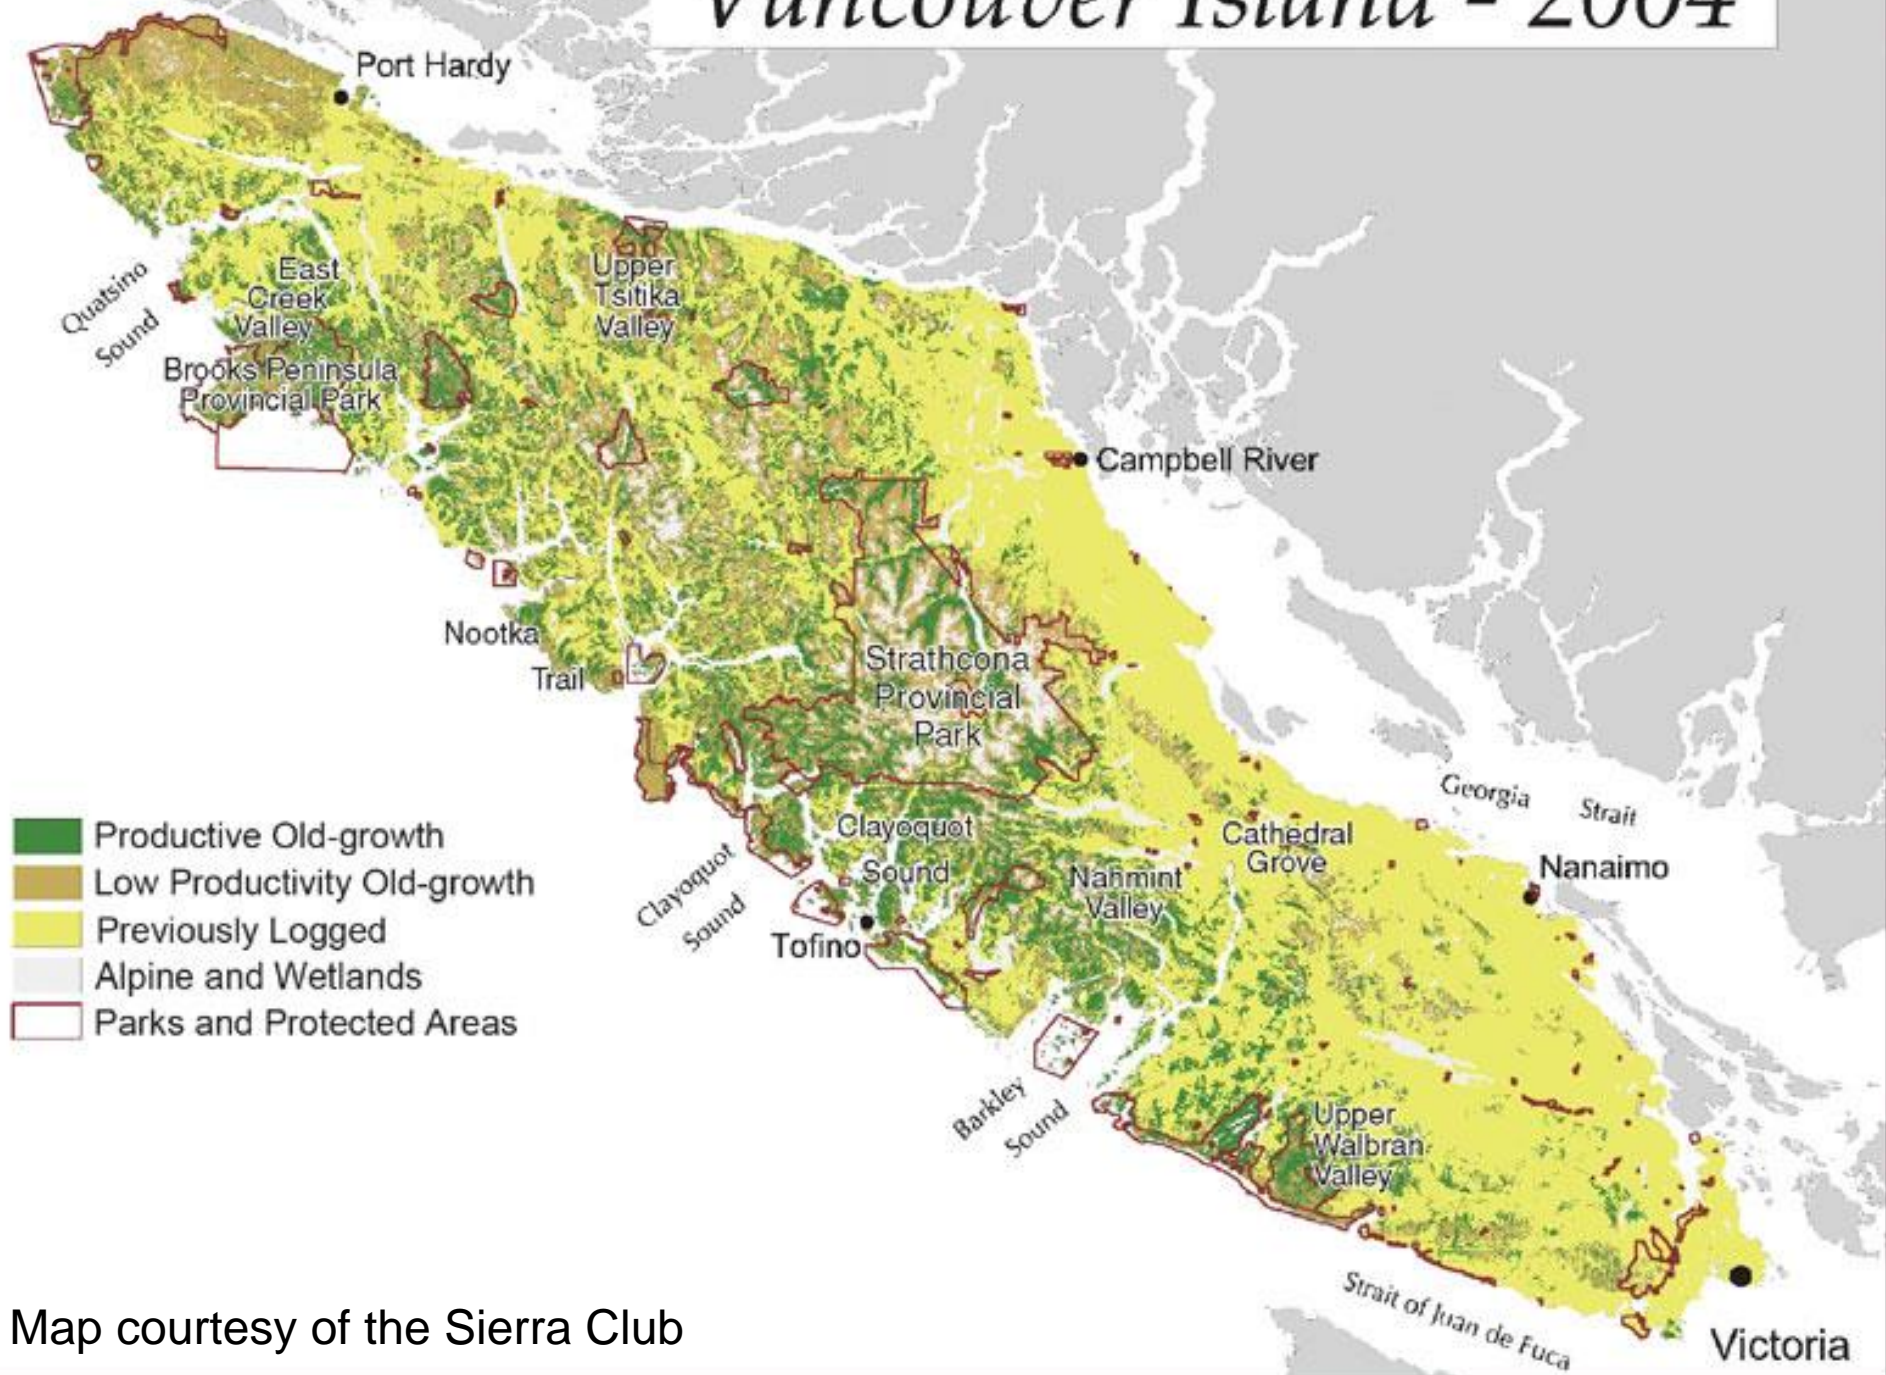 Vancouver Island - 2004
Port Hardy
Quatsino
Sound
East
Creek
Valley
Upper
Tsitika
Valley
Brooks Peninsula
Provincial Park
Campbell River
Nootka
Trail
Strathcona
Provincial
Park
Georgia Strait
Productive Old-growth
Low Productivity Old-growth
Previously Logged
Alpine and Wetlands
Parks and Protected Areas
Clayoquot
Sound
Clayoquot
Sound
Cathedral
Grove
Nanaimo
Nahmint
Valley
Tofino
Barkley
Sound
Upper
Walbran
Valley
Strait of Juan de Fuca
Victoria
Map courtesy of the Sierra Club